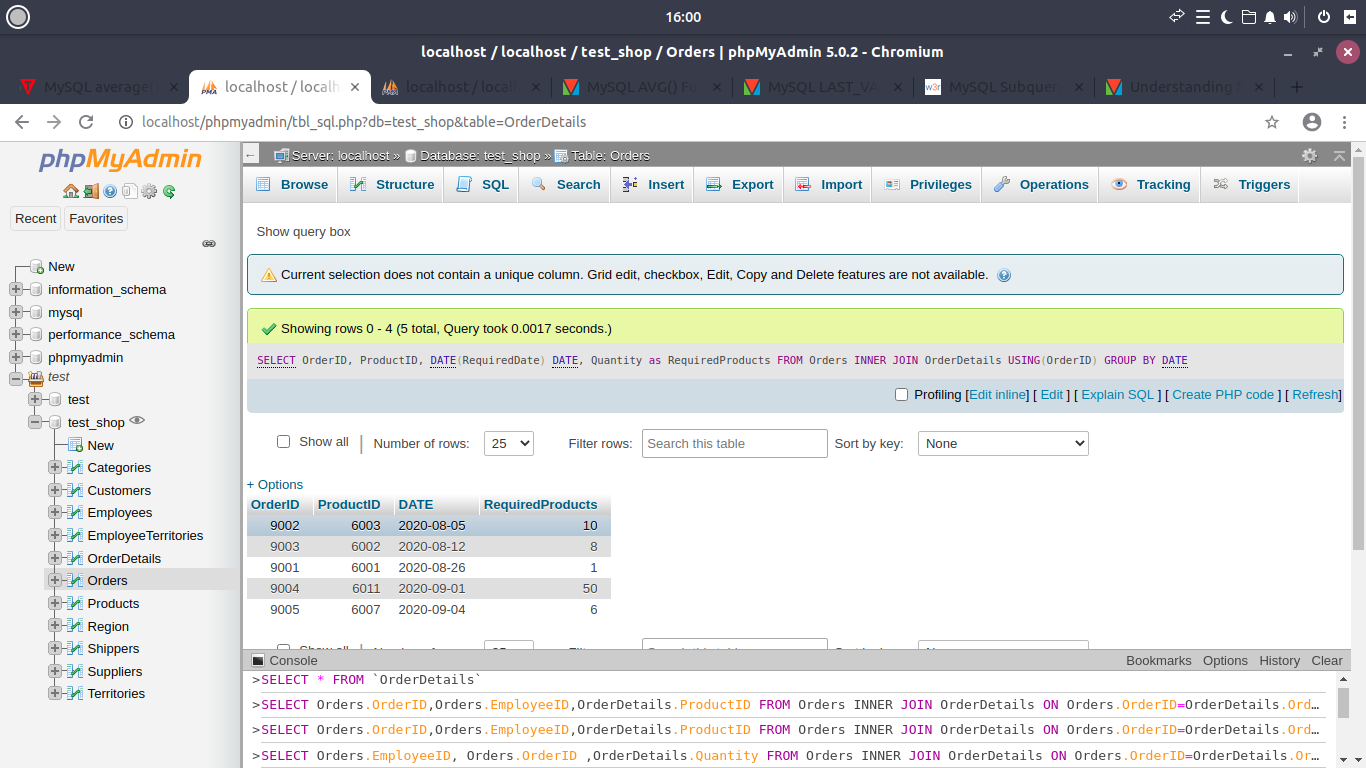 16:00
localhost / localhost / test_shop / Orders | phpMyAdmin 5.0.2 - Chromium
MySQL average localhost / localh localhost / local MySQL AVG() Fu MySQL LAST_VA MySQL Subquer Understanding
localhost/phpmyadmin/tbl_sql.php?db=test_shop&table=OrderDetails
phpMyAdmin
Recent Favorites
New
information_schema
mysql
performance_schema
phpmyadmin
test
test
test_shop
New
Categories
Customers
Employees
EmployeeTerritories
OrderDetails
Orders
Products
Region
Shippers
Suppliers
Territories
Server: localhost » Database: test_shop » Table: Orders
Browse Structure SQL Search Insert Export Import Privileges Operations Tracking Triggers
Show query box
Current selection does not contain a unique column. Grid edit, checkbox, Edit, Copy and Delete features are not available.
Showing rows 0 - 4 (5 total, Query took 0.0017 seconds.)
SELECT OrderID, ProductID, DATE(RequiredDate) DATE, Quantity as RequiredProducts FROM Orders INNER JOIN OrderDetails USING(OrderID) GROUP BY DATE
Profiling [Edit inline] [ Edit ] [ Explain SQL ] [ Create PHP code ] [ Refresh]
Show all | Number of rows: 25 Filter rows: Search this table Sort by key: None
+ Options
OrderID ProductID DATE RequiredProducts
9002 6003 2020-08-05 10
9003 6002 2020-08-12 8
9001 6001 2020-08-26 1
9004 6011 2020-09-01 50
9005 6007 2020-09-04 6
Console Bookmarks Options History Clear
>SELECT * FROM `OrderDetails`
>SELECT Orders.OrderID,Orders.EmployeeID,OrderDetails.ProductID FROM Orders INNER JOIN OrderDetails ON Orders.OrderID=OrderDetails.Ord…
>SELECT Orders.OrderID,Orders.EmployeeID,OrderDetails.ProductID FROM Orders INNER JOIN OrderDetails ON Orders.OrderID=OrderDetails.Ord…
>SELECT Orders.EmployeeID, Orders.OrderID ,OrderDetails.Quantity FROM Orders INNER JOIN OrderDetails ON Orders.OrderID=OrderDetails.Or…